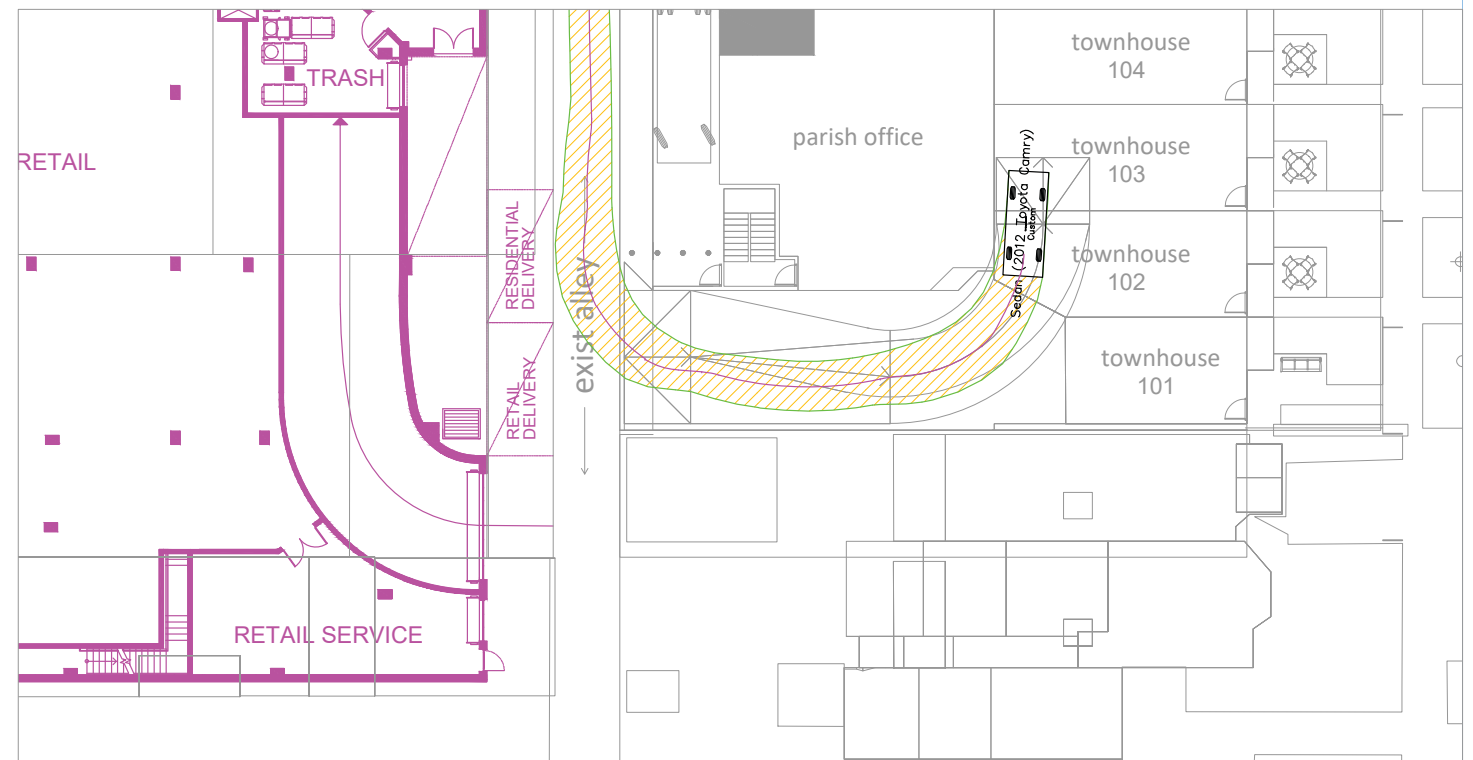 townhouse
104
TRASH
parish office
townhouse
103
RETAIL
Sedan (2012 Toyota Camry)
Custom
RESIDENTIAL
DELIVERY
townhouse
102
exist alley
RETAIL
DELIVERY
townhouse
101
RETAIL SERVICE